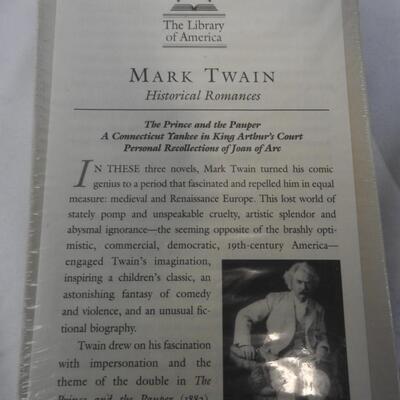 The Library
of America
MARK TWAIN
Historical Romances
The Prince and the Pauper
A Connecticut Yankee in King Arthur's Court
Personal Recollections of Joan of Arc
IN THESE three novels, Mark Twain turned his comic
genius to a period that fascinated and repelled him in equal
measure: medieval and Renaissance Europe. This lost world of
stately pomp and unspeakable cruelty, artistic splendor and
abysmal ignorance—the seeming opposite of the brashly opti-
mistic, commercial, democratic, 19th-century America—
engaged Twain's imagination,
inspiring a children's classic, an
astonishing fantasy of comedy
and violence, and an unusual fic-
tional biography.
Twain drew on his fascination
with impersonation and the
theme of the double in The
Prince and the Pauper (1882)